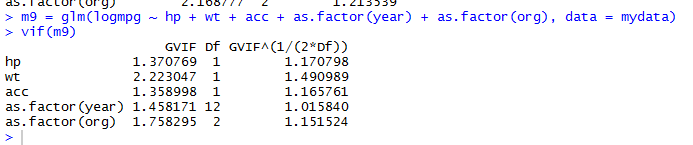 as.factor(org) 2.168777 2 1.213539
> m9 = glm(logmpg ~ hp + wt + acc + as.factor(year) + as.factor(org), data = mydata)
> vif(m9)
GVIF Df GVIF^(1/(2*Df))
hp 1.370769 1 1.170798
wt 2.223047 1 1.490989
acc 1.358998 1 1.165761
as.factor(year) 1.458171 12 1.015840
as.factor(org) 1.758295 2 1.151524
>